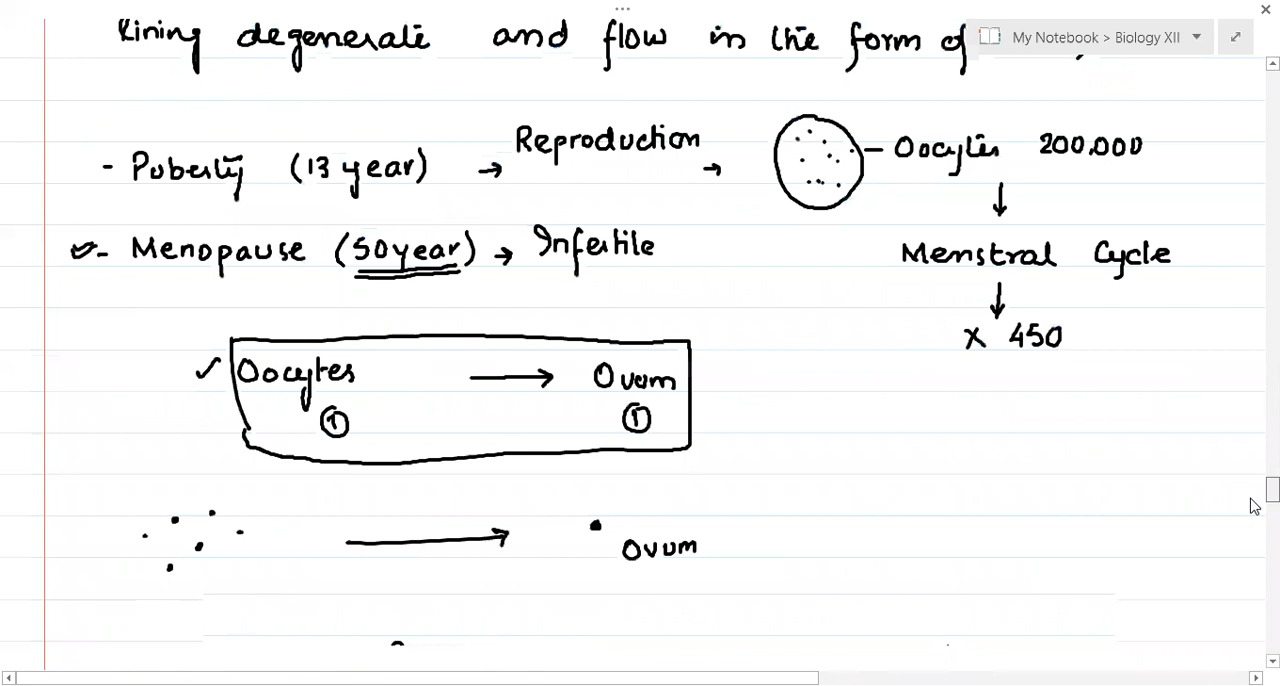 lining degenerate and flow in the form of
My Notebook > Biology XII
- Puberty (13 year) → Reproduction → – Oocytes 200.000
↓
- Menopause (50 year) → Infertile
Menstral Cycle
↓
x 450
✓ Oocytes → Ovum
① ①
→ Ovum